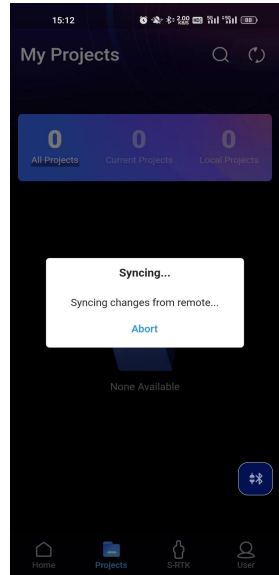 15:12
My Projects
0 0 0
All Projects Current Projects Local Projects
Syncing...
Syncing changes from remote...
Abort
None Available
Home Projects S-RTK User